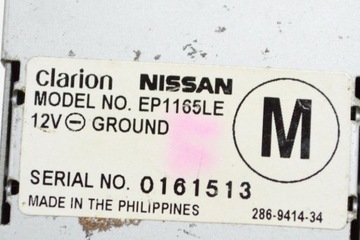 clarion NISSAN
MODEL NO. EP1165LE
12V ⊖ GROUND
M
SERIAL NO. 0161513
MADE IN THE PHILIPPINES 286-9414-34